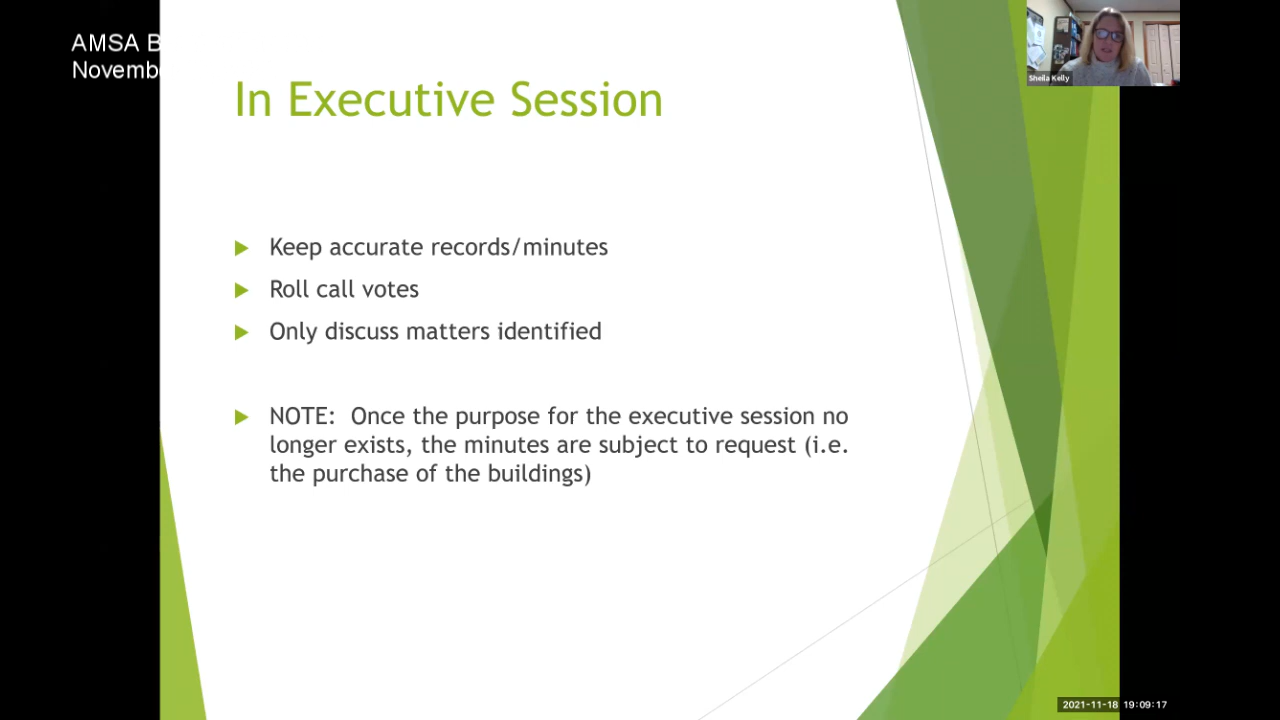 AMSA B
Novembe
Sheila Kelly
In Executive Session
Keep accurate records/minutes
Roll call votes
Only discuss matters identified
NOTE: Once the purpose for the executive session no
longer exists, the minutes are subject to request (i.e.
the purchase of the buildings)
2021-11-18 19:09:17